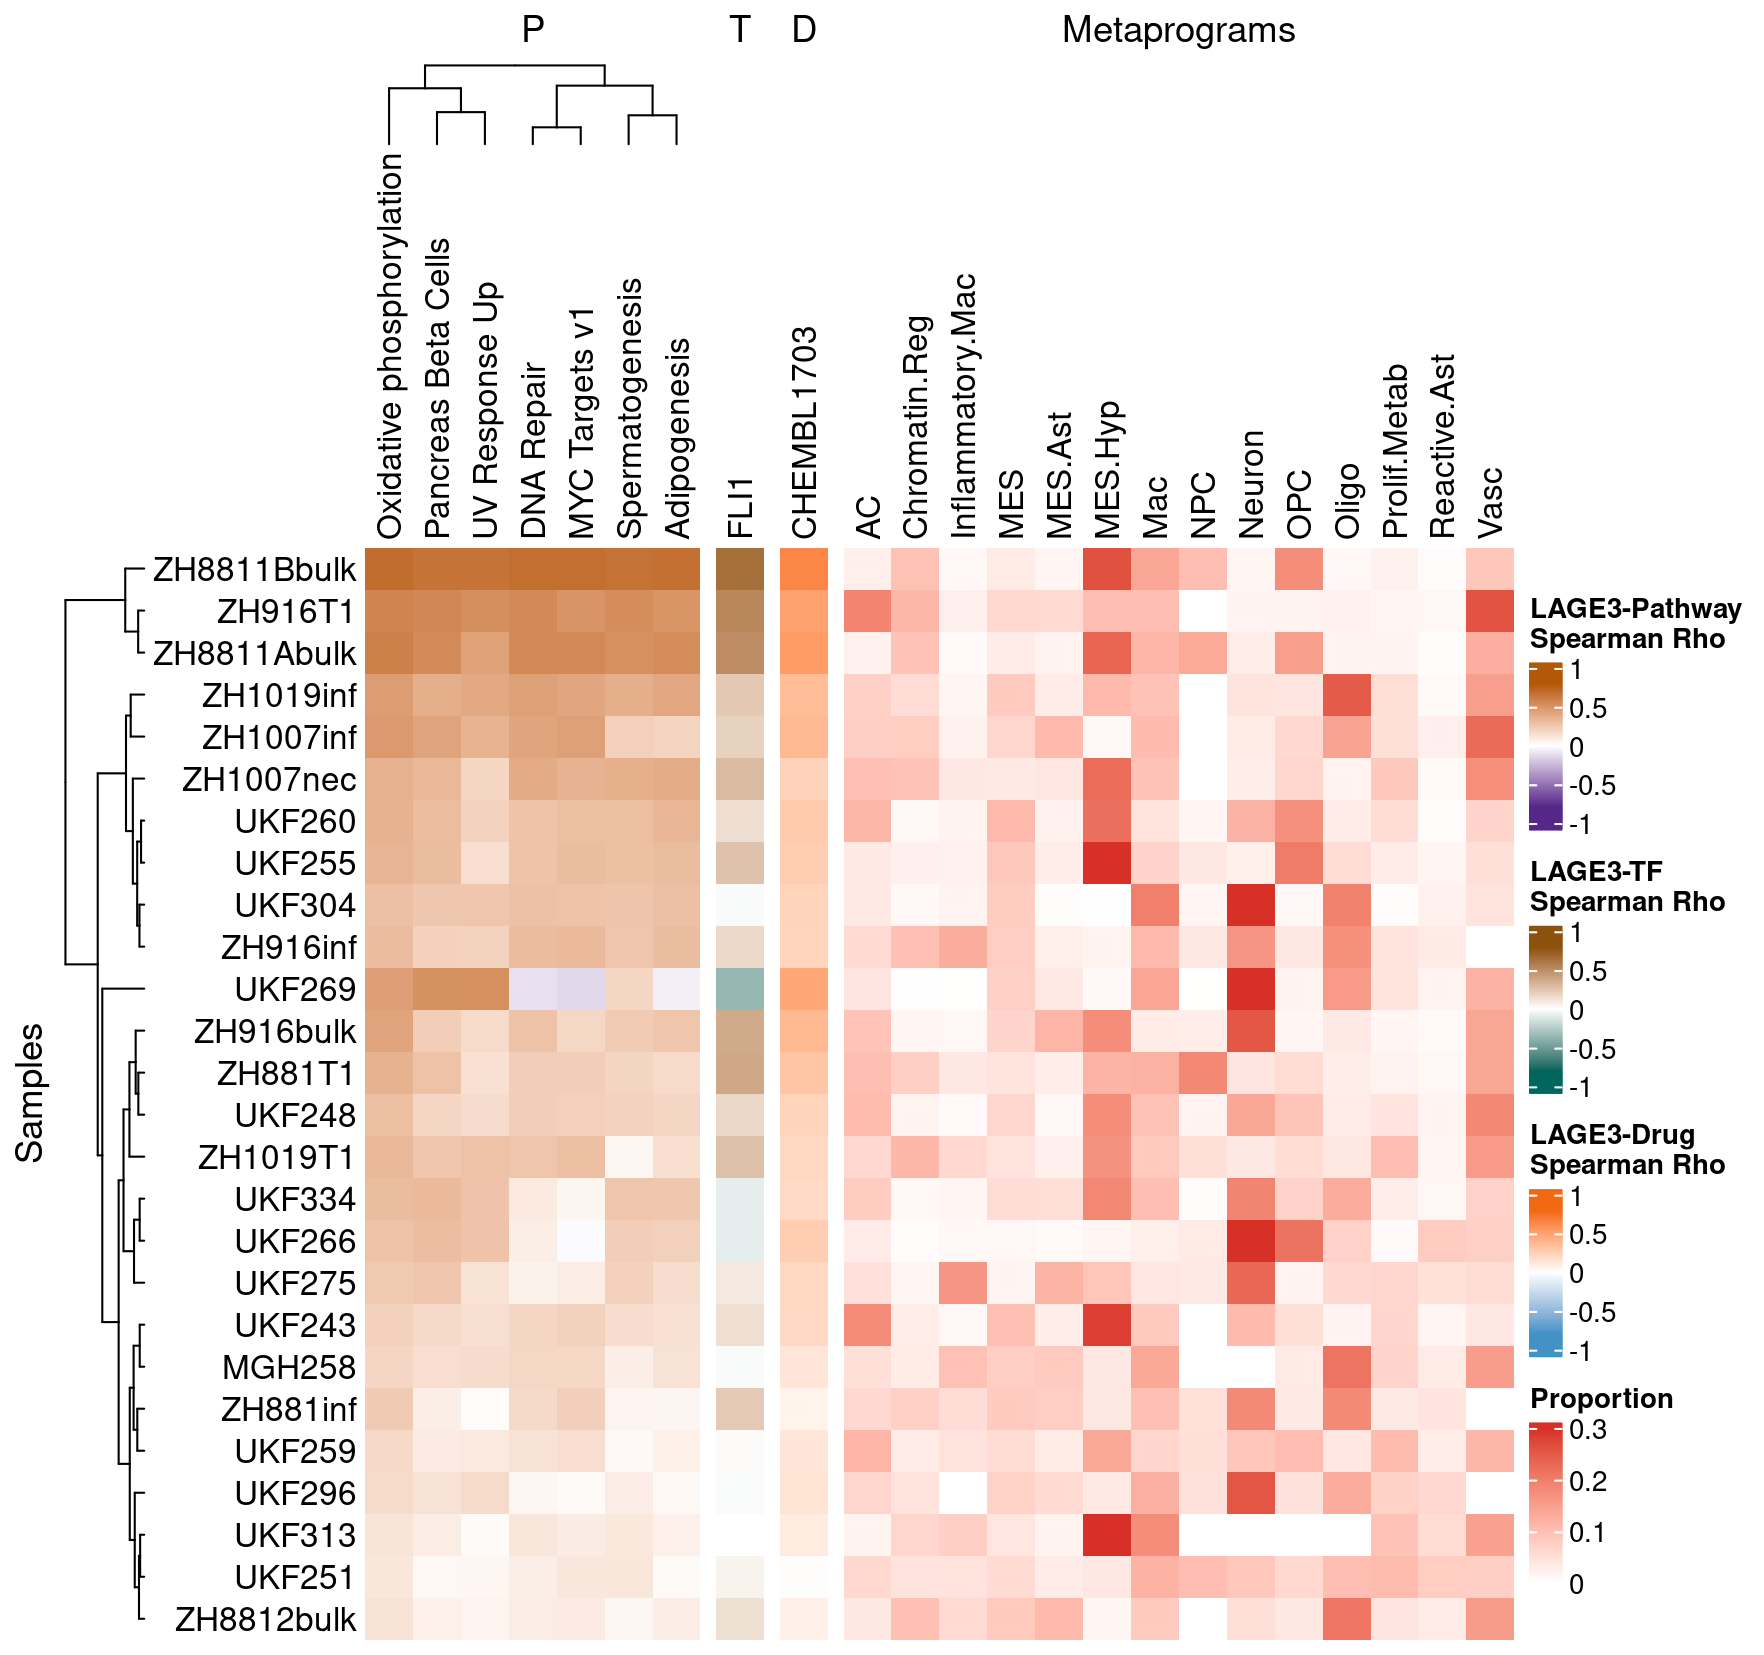 P
T
D
Metaprograms
Oxidative phosphorylation
Pancreas Beta Cells
UV Response Up
DNA Repair
MYC Targets v1
Spermatogenesis
Adipogenesis
FLI1
CHEMBL1703
AC
Chromatin.Reg
Inflammatory.Mac
MES
MES.Ast
MES.Hyp
Mac
NPC
Neuron
OPC
Oligo
Prolif.Metab
Reactive.Ast
Vasc
Samples
ZH8811Bbulk
ZH916T1
ZH8811Abulk
ZH1019inf
ZH1007inf
ZH1007nec
UKF260
UKF255
UKF304
ZH916inf
UKF269
ZH916bulk
ZH881T1
UKF248
ZH1019T1
UKF334
UKF266
UKF275
UKF243
MGH258
ZH881inf
UKF259
UKF296
UKF313
UKF251
ZH8812bulk
LAGE3-Pathway
Spearman Rho
1
0.5
0
-0.5
-1
LAGE3-TF
Spearman Rho
1
0.5
0
-0.5
-1
LAGE3-Drug
Spearman Rho
1
0.5
0
-0.5
-1
Proportion
0.3
0.2
0.1
0